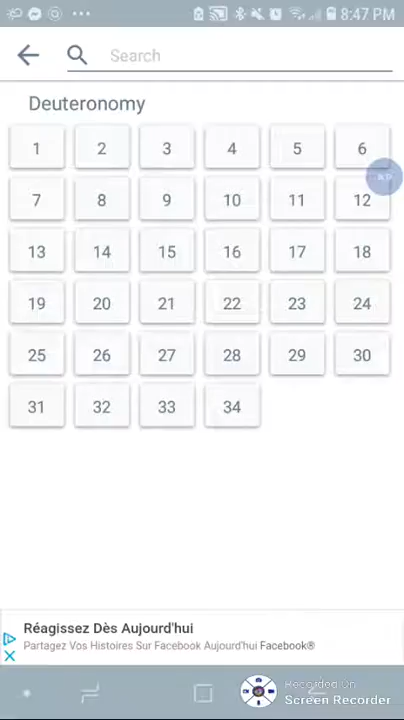 8:47 PM
Search
Deuteronomy
1 2 3 4 5 6
7 8 9 10 11 12
13 14 15 16 17 18
19 20 21 22 23 24
25 26 27 28 29 30
31 32 33 34
Réagissez Dès Aujourd'hui
Partagez Vos Histoires Sur Facebook Aujourd'hui Facebook®
Recorded On
Screen Recorder